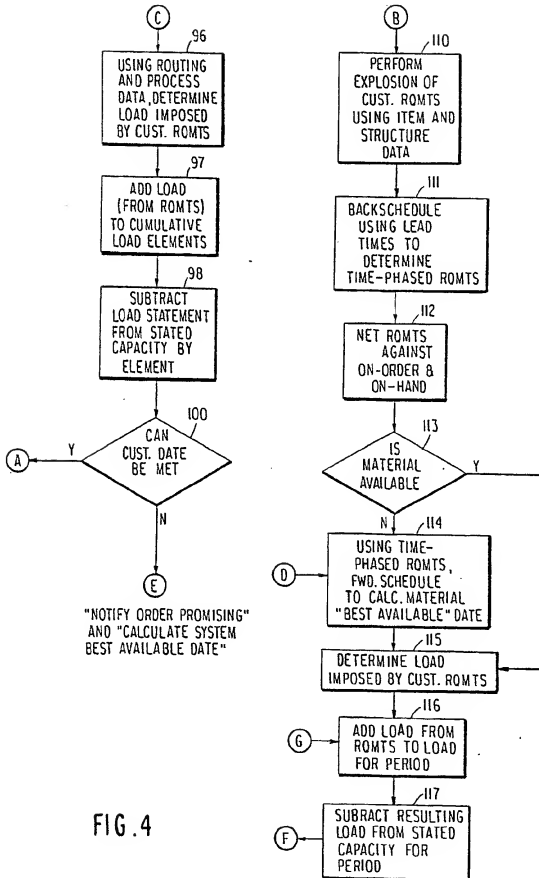 C
96
USING ROUTING
AND PROCESS
DATA, DETERMINE
LOAD IMPOSED
BY CUST. RQMTS
97
ADD LOAD
(FROM RQMTS)
TO CUMULATIVE
LOAD ELEMENTS
98
SUBTRACT
LOAD STATEMENT
FROM STATED
CAPACITY BY
ELEMENT
100
CAN
CUST. DATE
BE MET
Y
A
N
E
"NOTIFY ORDER PROMISING"
AND "CALCULATE SYSTEM
BEST AVAILABLE DATE"
FIG.4
B
110
PERFORM
EXPLOSION OF
CUST. RQMTS
USING ITEM AND
STRUCTURE
DATA
111
BACKSCHEDULE
USING LEAD
TIMES TO
DETERMINE
TIME-PHASED RQMTS
112
NET RQMTS
AGAINST
ON-ORDER &
ON-HAND
113
IS
MATERIAL
AVAILABLE
Y
N
114
USING TIME-
PHASED RQMTS,
FWD. SCHEDULE
TO CALC. MATERIAL
"BEST AVAILABLE" DATE
D
115
DETERMINE LOAD
IMPOSED BY CUST. RQMTS
116
ADD LOAD FROM
RQMTS TO LOAD
FOR PERIOD
G
117
SUBTRACT RESULTING
LOAD FROM STATED
CAPACITY FOR
PERIOD
F